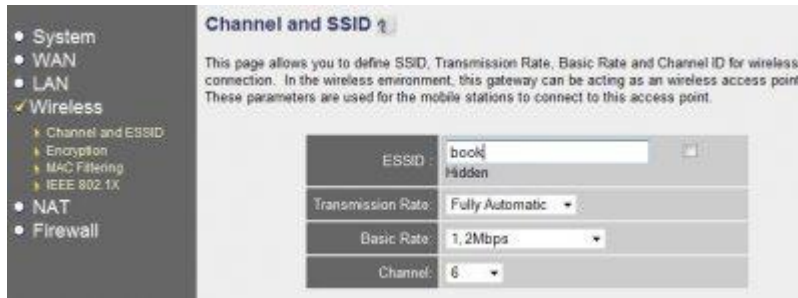 System
WAN
LAN
Wireless
Channel and ESSID
Encryption
MAC Filtering
IEEE 802.1X
NAT
Firewall
Channel and SSID
This page allows you to define SSID, Transmission Rate, Basic Rate and Channel ID for wireless
connection. In the wireless environment, this gateway can be acting as an wireless access point
These parameters are used for the mobile stations to connect to this access point.
ESSID : book
Hidden
Transmission Rate: Fully Automatic
Basic Rate: 1, 2Mbps
Channel: 6